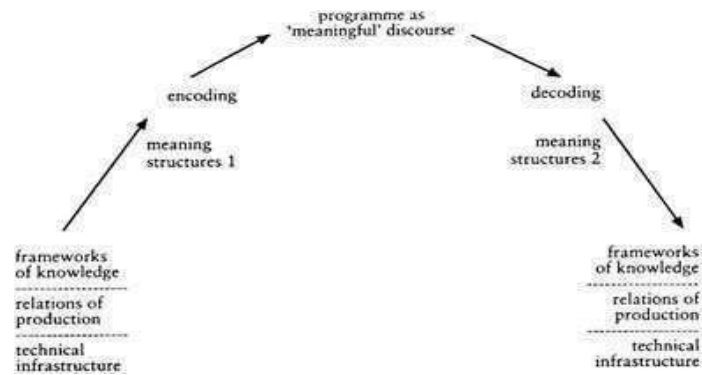 programme as
'meaningful' discourse
encoding
decoding
meaning
structures 1
meaning
structures 2
frameworks
of knowledge
relations of
production
technical
infrastructure
frameworks
of knowledge
relations of
production
technical
infrastructure